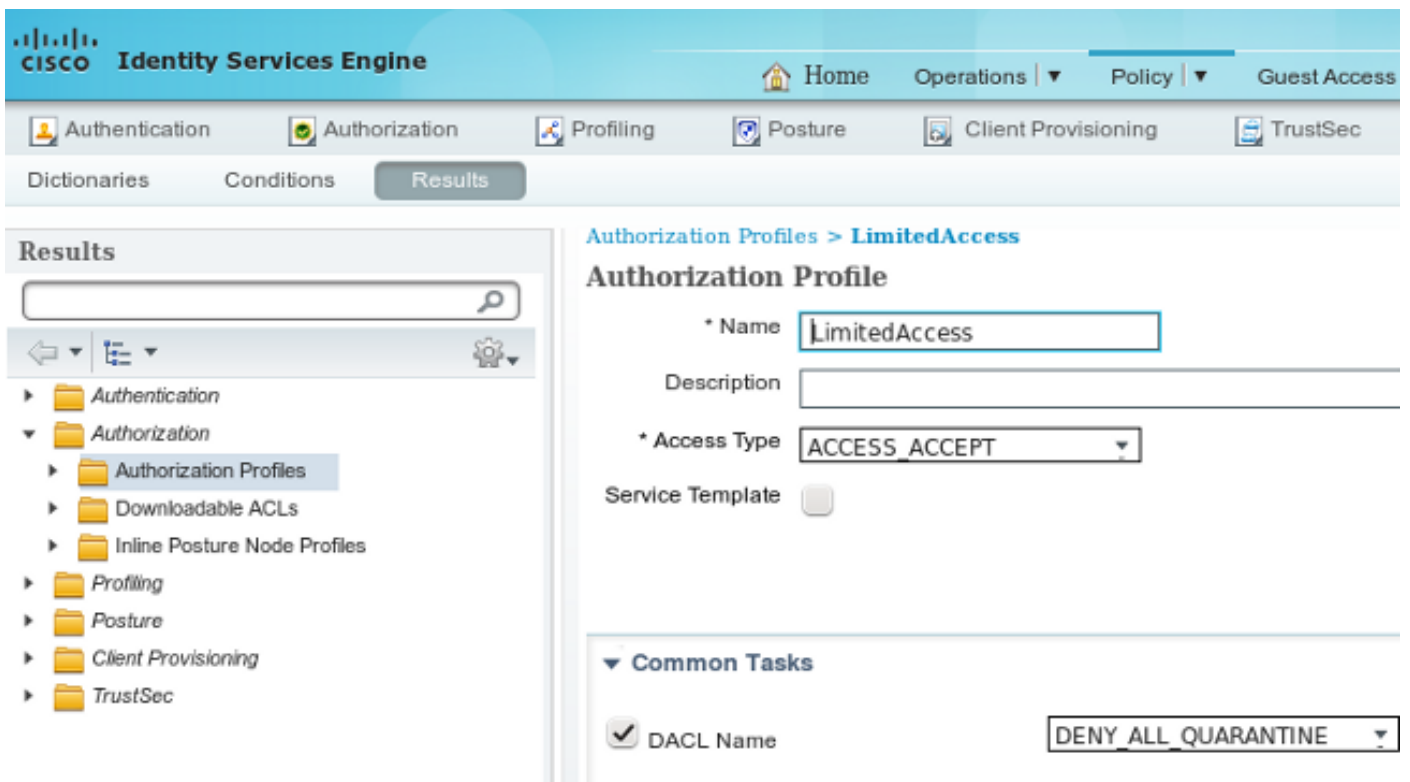 CISCO Identity Services Engine
Home Operations Policy Guest Access
Authentication Authorization Profiling Posture Client Provisioning TrustSec
Dictionaries Conditions Results
Results
Authentication
Authorization
Authorization Profiles
Downloadable ACLs
Inline Posture Node Profiles
Profiling
Posture
Client Provisioning
TrustSec
Authorization Profiles > LimitedAccess
Authorization Profile
* Name LimitedAccess
Description
* Access Type ACCESS_ACCEPT
Service Template
Common Tasks
DACL Name DENY_ALL_QUARANTINE